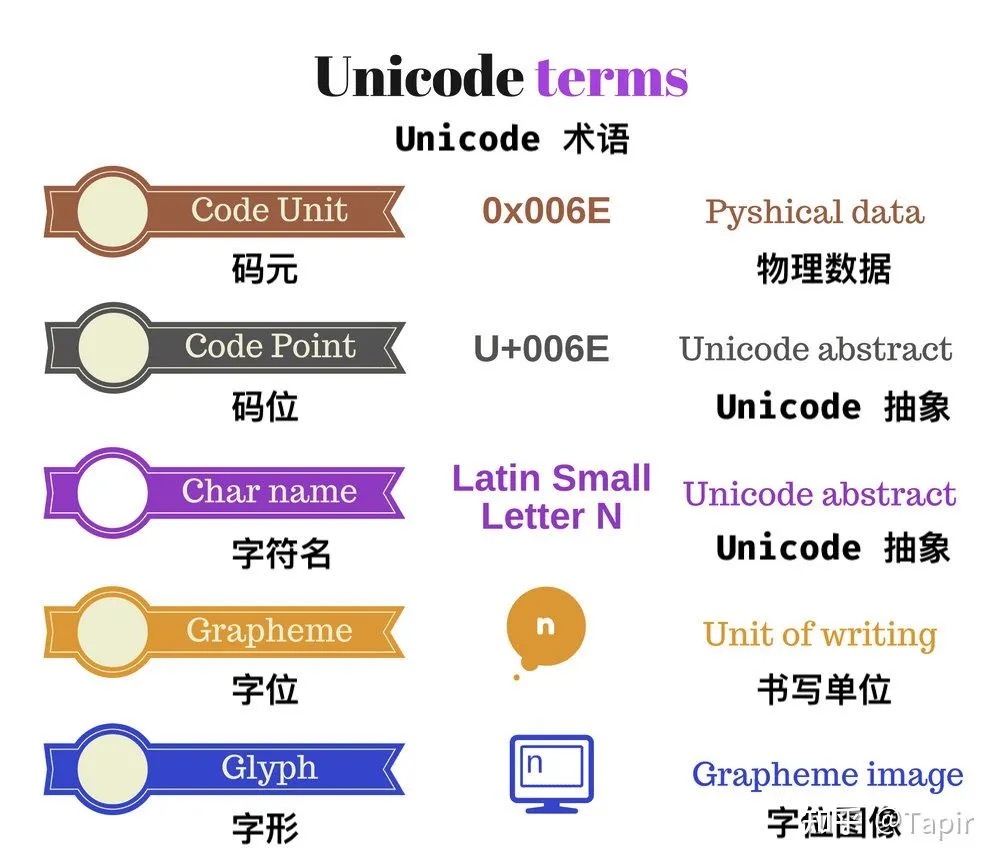 Unicode terms
Unicode 术语
Code Unit 0x006E Pyshical data
码元 物理数据
Code Point U+006E Unicode abstract
码位 Unicode 抽象
Char name Latin Small Letter N Unicode abstract
字符名 Unicode 抽象
Grapheme n Unit of writing
字位 书写单位
Glyph n Grapheme image
字形 字位图像
知乎 @Tapir